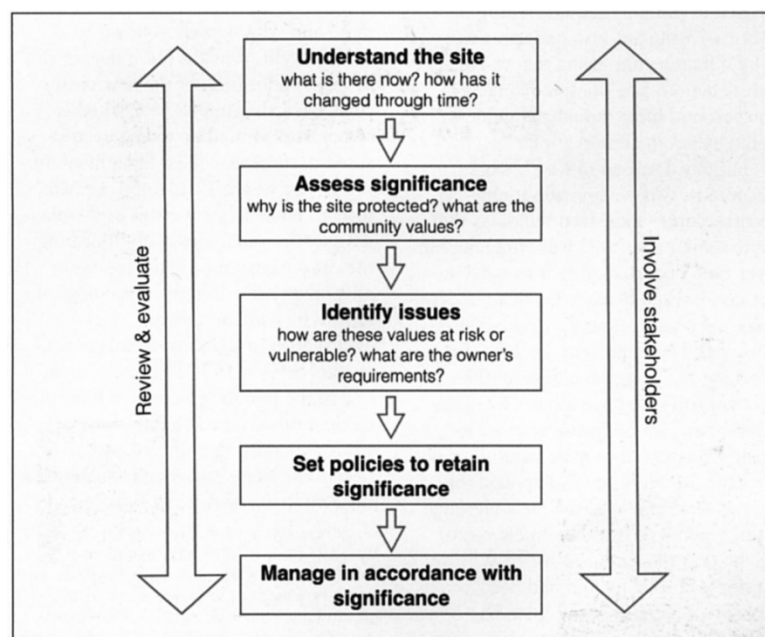 Understand the site
what is there now? how has it
changed through time?
Assess significance
why is the site protected? what are the
community values?
Identify issues
how are these values at risk or
vulnerable? what are the owner's
requirements?
Set policies to retain
significance
Manage in accordance with
significance
Review & evaluate
Involve stakeholders